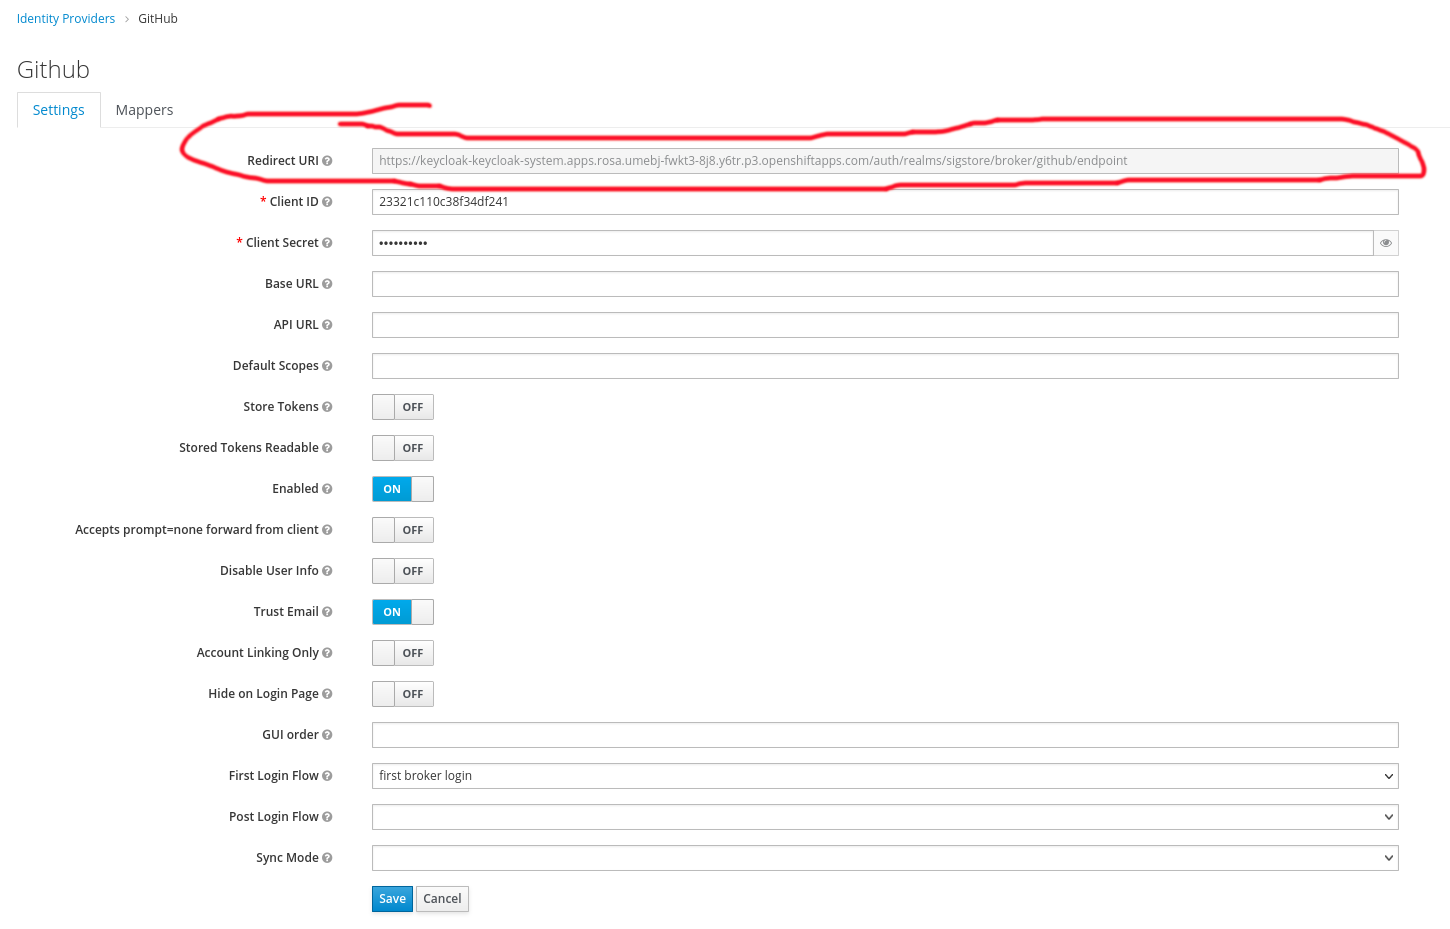 Identity Providers › GitHub
Github
Settings Mappers
Redirect URI https://keycloak-keycloak-system.apps.rosa.umebj-fwkt3-8j8.y6tr.p3.openshiftapps.com/auth/realms/sigstore/broker/github/endpoint
* Client ID 23321c110c38f34df241
* Client Secret ••••••••••
Base URL
API URL
Default Scopes
Store Tokens OFF
Stored Tokens Readable OFF
Enabled ON
Accepts prompt=none forward from client OFF
Disable User Info OFF
Trust Email ON
Account Linking Only OFF
Hide on Login Page OFF
GUI order
First Login Flow first broker login
Post Login Flow
Sync Mode
Save Cancel